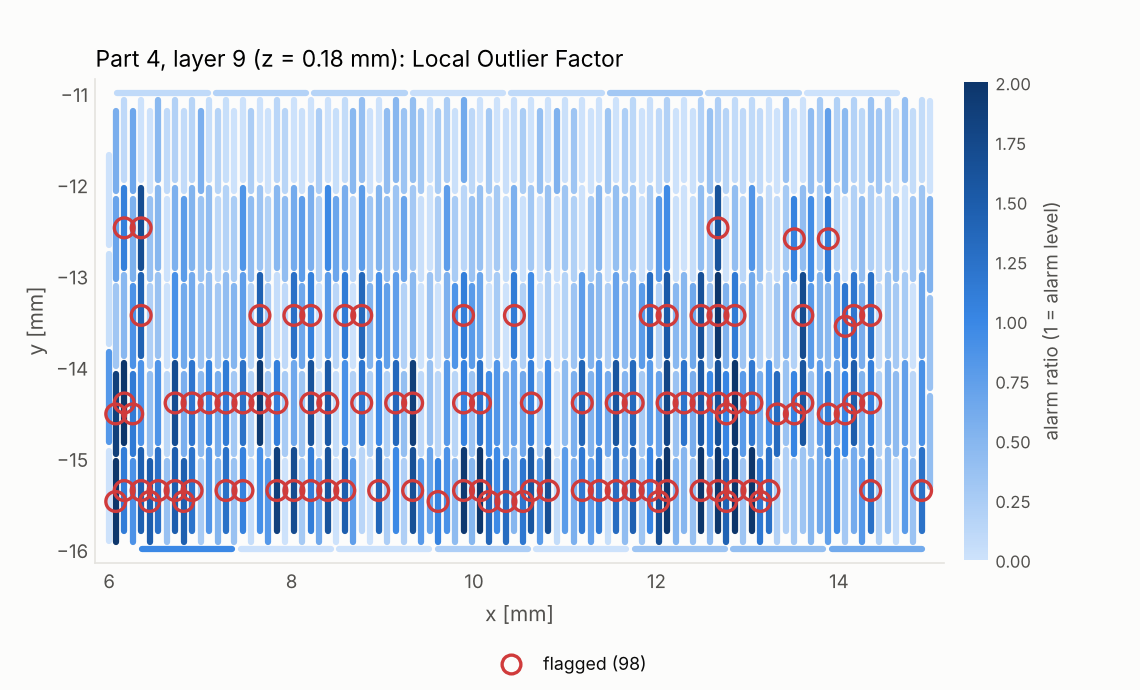 Part 4, layer 9 (z = 0.18 mm): Local Outlier Factor
−11
−12
−13
−14
−15
−16
y [mm]
6 8 10 12 14
x [mm]
2.00
1.75
1.50
1.25
1.00
0.75
0.50
0.25
0.00
alarm ratio (1 = alarm level)
flagged (98)